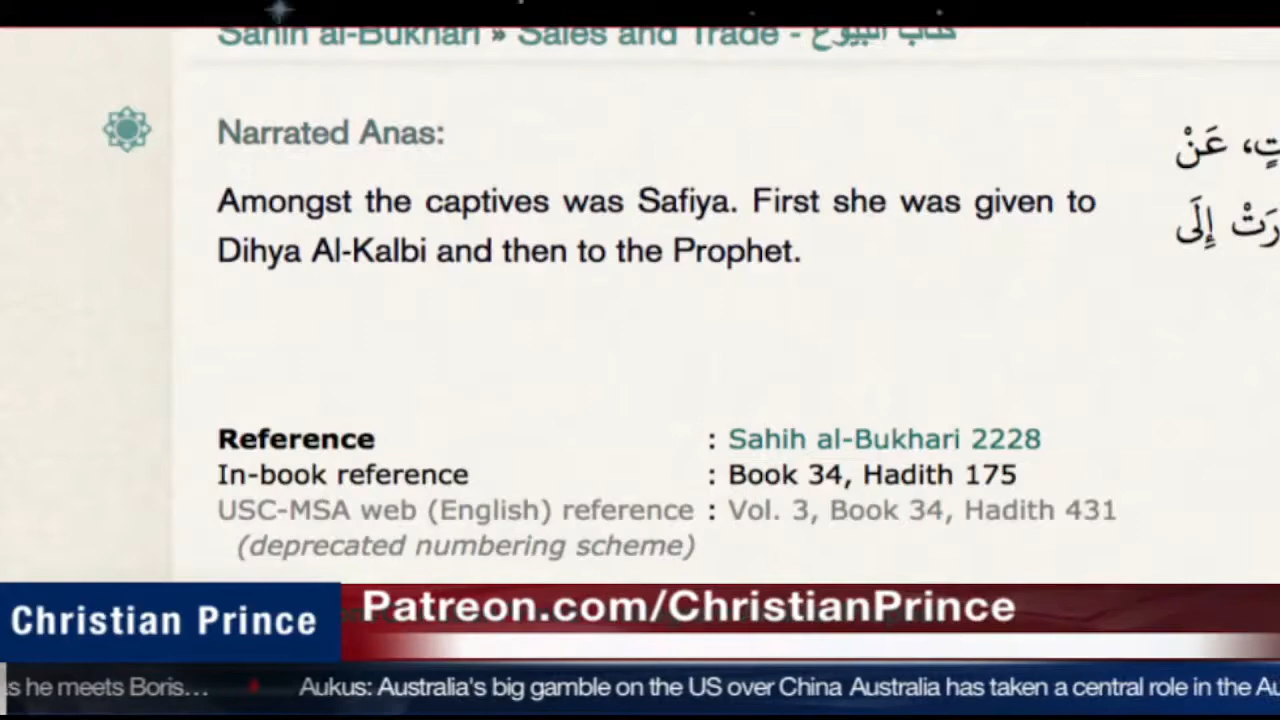 Sahih al-Bukhari » Sales and Trade - كتاب البيوع
Narrated Anas:
Amongst the captives was Safiya. First she was given to
Dihya Al-Kalbi and then to the Prophet.
عَنْ
إِلَى
Reference : Sahih al-Bukhari 2228
In-book reference : Book 34, Hadith 175
USC-MSA web (English) reference : Vol. 3, Book 34, Hadith 431
(deprecated numbering scheme)
Christian Prince
Patreon.com/ChristianPrince
s he meets Boris... Aukus: Australia's big gamble on the US over China Australia has taken a central role in the Au